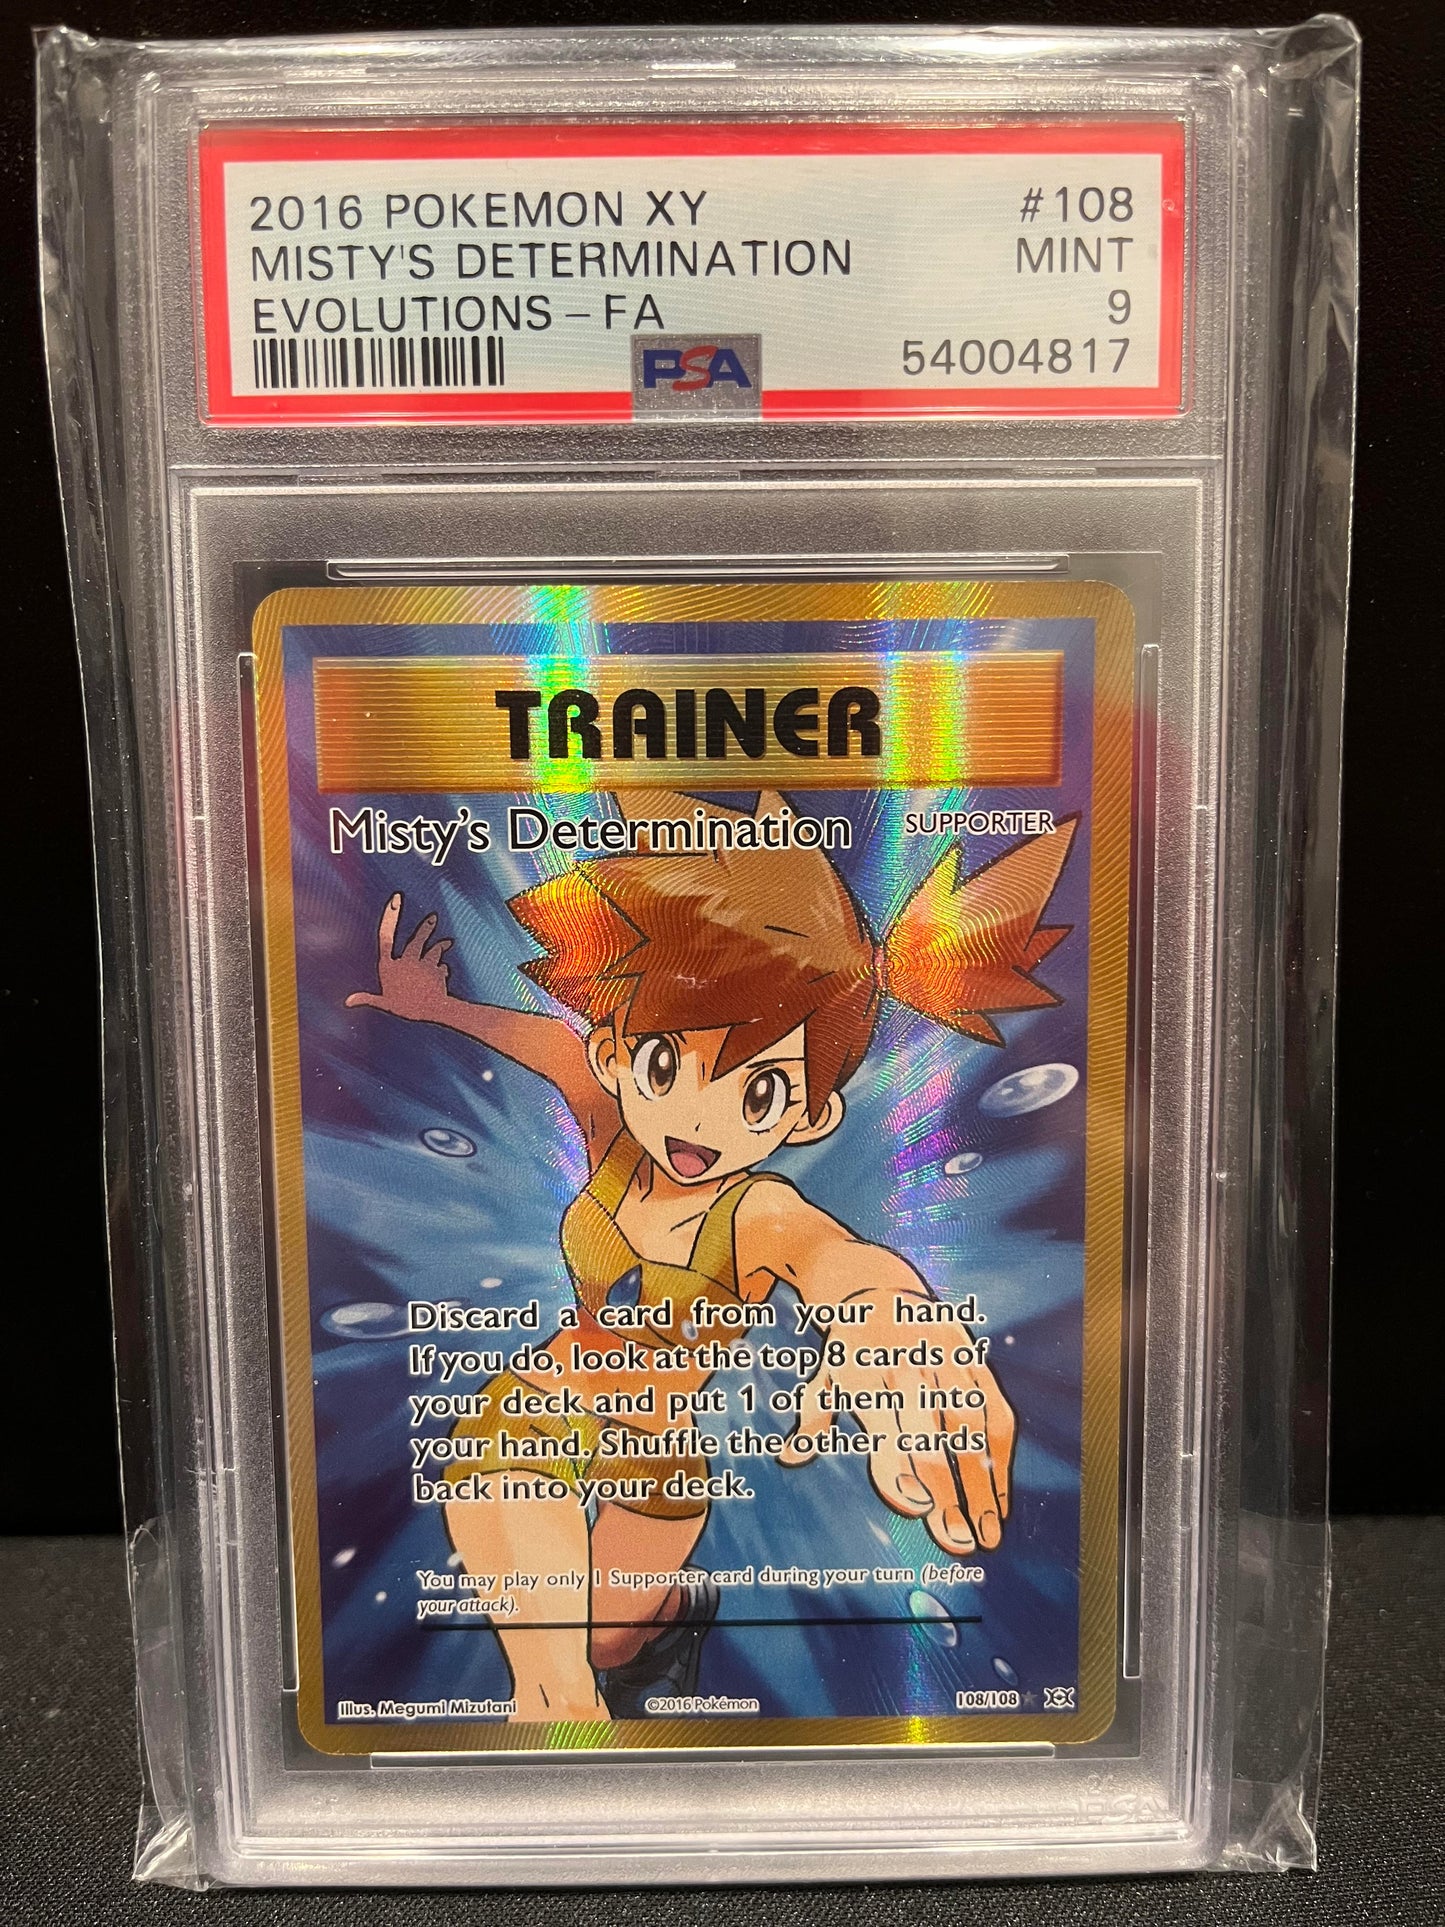 2016 POKEMON XY #108
MISTY'S DETERMINATION MINT
EVOLUTIONS – FA 9
PSA 54004817
TRAINER
Misty's Determination SUPPORTER
Discard a card from your hand.
If you do, look at the top 8 cards of
your deck and put 1 of them into
your hand. Shuffle the other cards
back into your deck.
You may play only 1 Supporter card during your turn (before
your attack).
Illus. Megumi Mizutani ©2016 Pokémon 108/108 ★
PSA